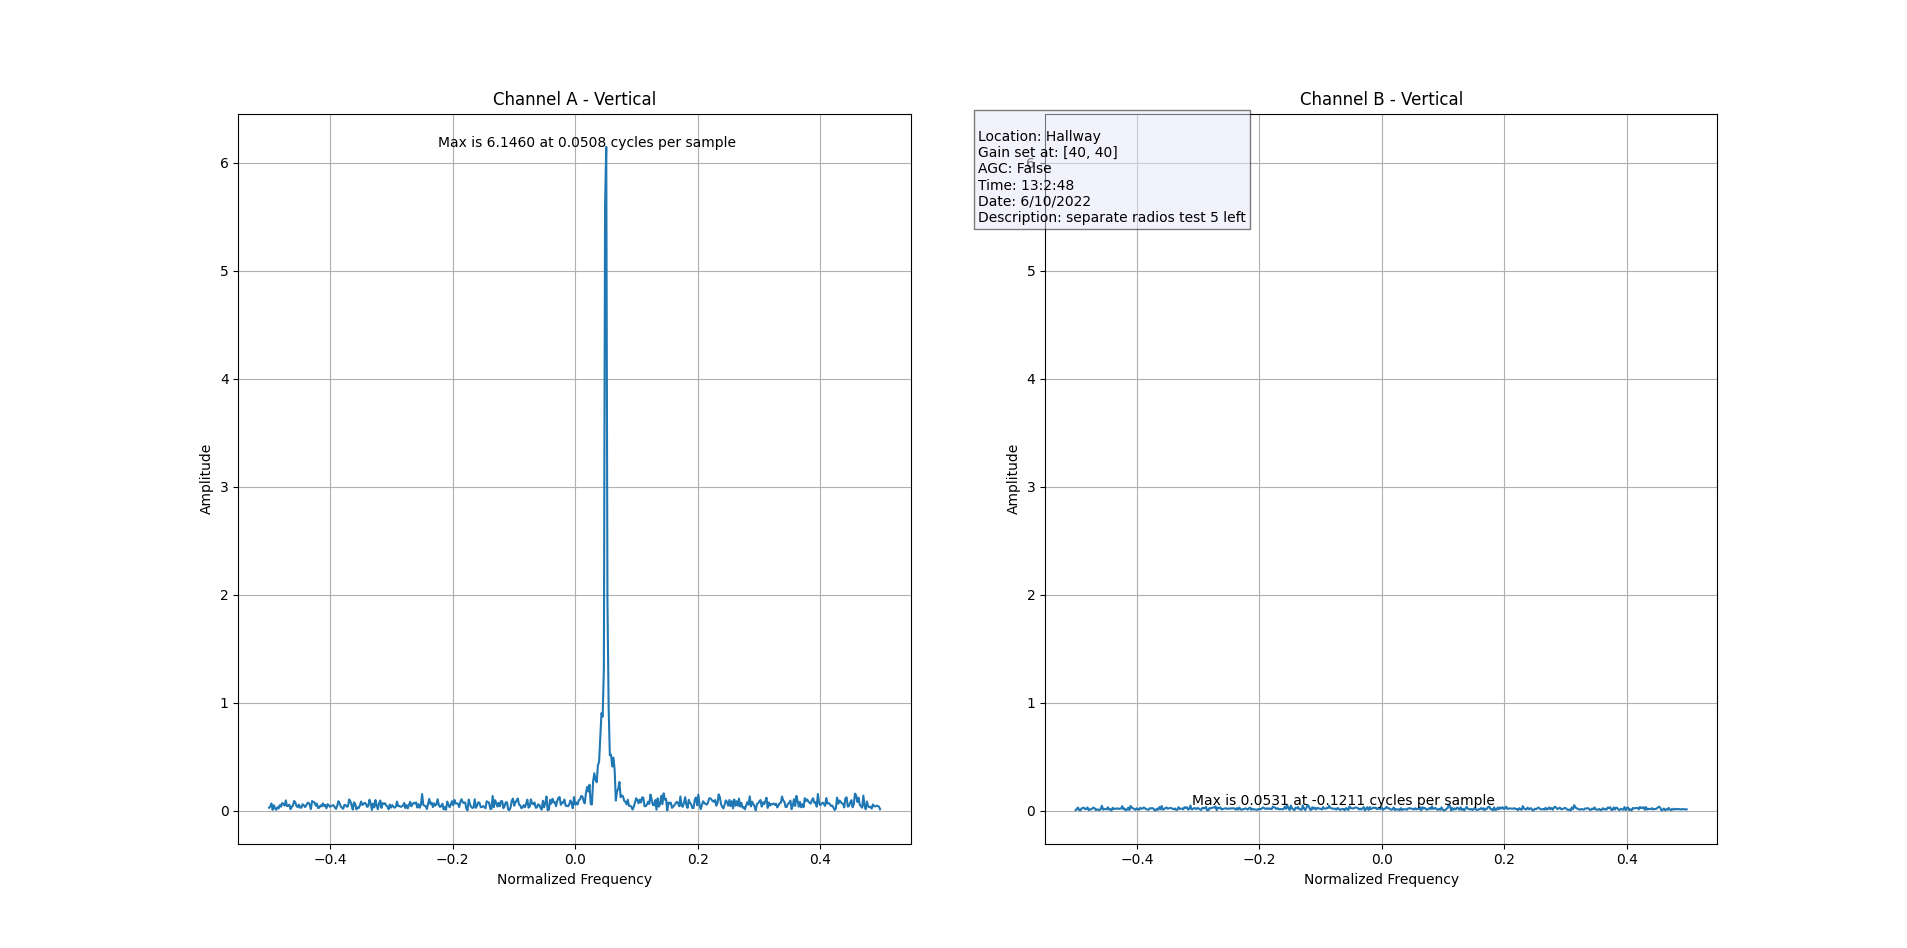 Channel A - Vertical
Max is 6.1460 at 0.0508 cycles per sample
6
5
4
3
2
1
0
Amplitude
−0.4 −0.2 0.0 0.2 0.4
Normalized Frequency
Channel B - Vertical
Location: Hallway
Gain set at: [40, 40]
AGC: False
Time: 13:2:48
Date: 6/10/2022
Description: separate radios test 5 left
6
5
4
3
2
1
0
Amplitude
Max is 0.0531 at -0.1211 cycles per sample
−0.4 −0.2 0.0 0.2 0.4
Normalized Frequency